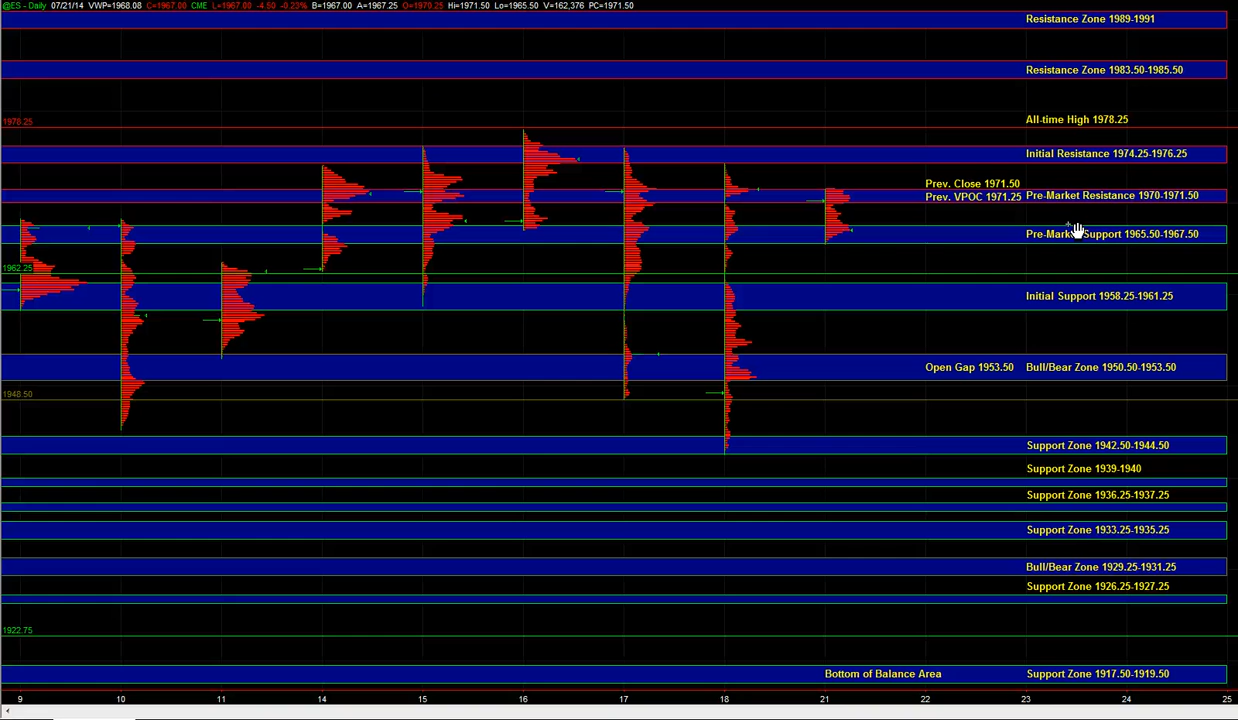 @ES - Daily 07/21/14 VWP=1968.08 C=1967.00 CME L=1967.00 -4.50 -0.23% B=1967.00 A=1967.25 O=1970.25 Hi=1971.50 Lo=1965.50 V=162,376 PC=1971.50
Resistance Zone 1989-1991
Resistance Zone 1983.50-1985.50
1978.25 All-time High 1978.25
Initial Resistance 1974.25-1976.25
Prev. Close 1971.50
Prev. VPOC 1971.25 Pre-Market Resistance 1970-1971.50
Support 1965.50-1967.50
1962.25
Initial Support 1958.25-1961.25
Open Gap 1953.50 Bull/Bear Zone 1950.50-1953.50
1948.50
Support Zone 1942.50-1944.50
Support Zone 1939-1940
Support Zone 1936.25-1937.25
Support Zone 1933.25-1935.25
Bull/Bear Zone 1929.25-1931.25
Support Zone 1926.25-1927.25
1922.75
Bottom of Balance Area Support Zone 1917.50-1919.50
9 10 11 14 15 16 17 18 21 22 23 24 25